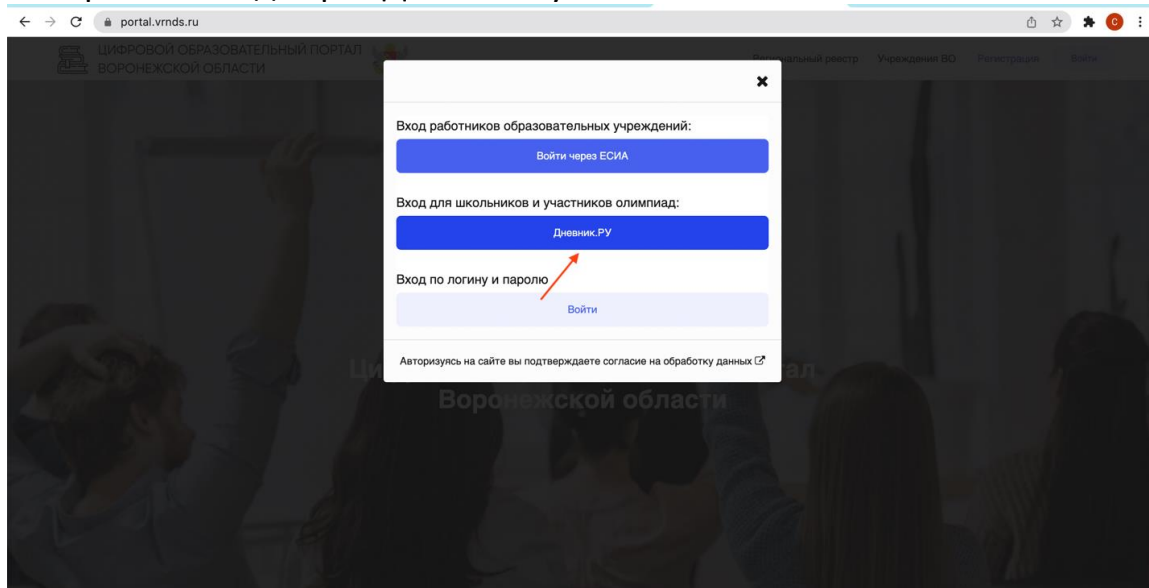 portal.vrnds.ru
ЦИФРОВОЙ ОБРАЗОВАТЕЛЬНЫЙ ПОРТАЛ
ВОРОНЕЖСКОЙ ОБЛАСТИ
реестр Учреждения ВО Регистрация Войти
Вход работников образовательных учреждений:
Войти через ЕСИА
Вход для школьников и участников олимпиад:
Дневник.РУ
Вход по логину и паролю
Войти
Авторизуясь на сайте вы подтверждаете согласие на обработку данных
Воронежской области